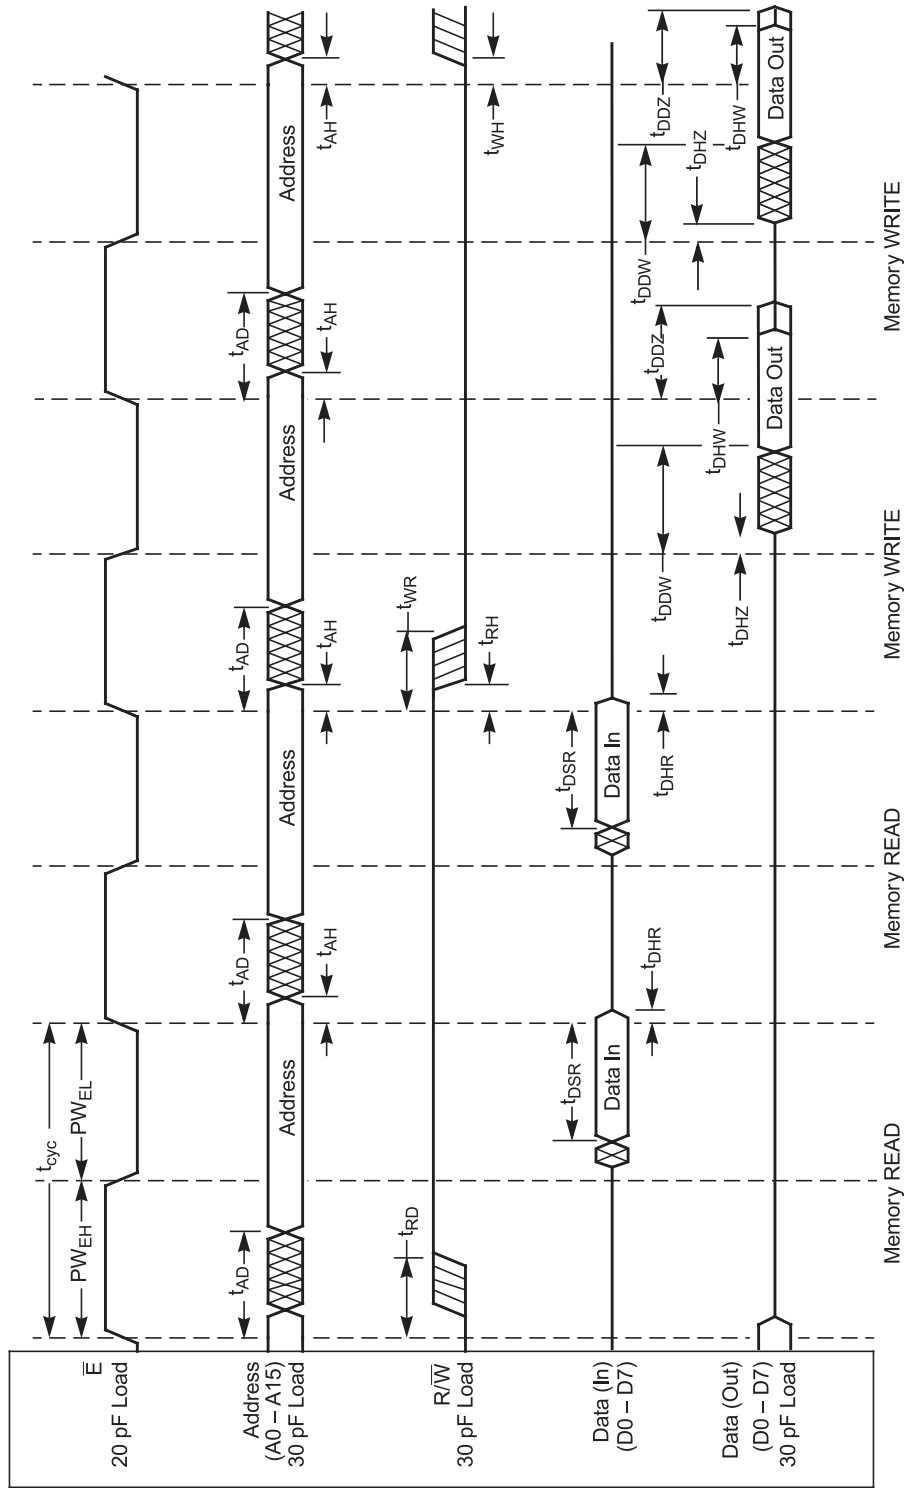 tcyc
PWEH
PWEL
E̅
20 pF Load
tAD
tAD
tAD
tAD
Address
(A0 – A15)
30 pF Load
Address
Address
Address
Address
tAH
tAH
tAH
tAH
tRD
tWR
R/W̅
30 pF Load
tRH
tWH
tDSR
tDSR
Data (In)
(D0 – D7)
Data In
Data In
tDHR
tDHR
tDDW
tDDZ
tDDW
tDDZ
tDHZ
tDHW
tDHZ
tDHW
Data (Out)
(D0 – D7)
30 pF Load
Data Out
Data Out
Memory READ
Memory READ
Memory WRITE
Memory WRITE